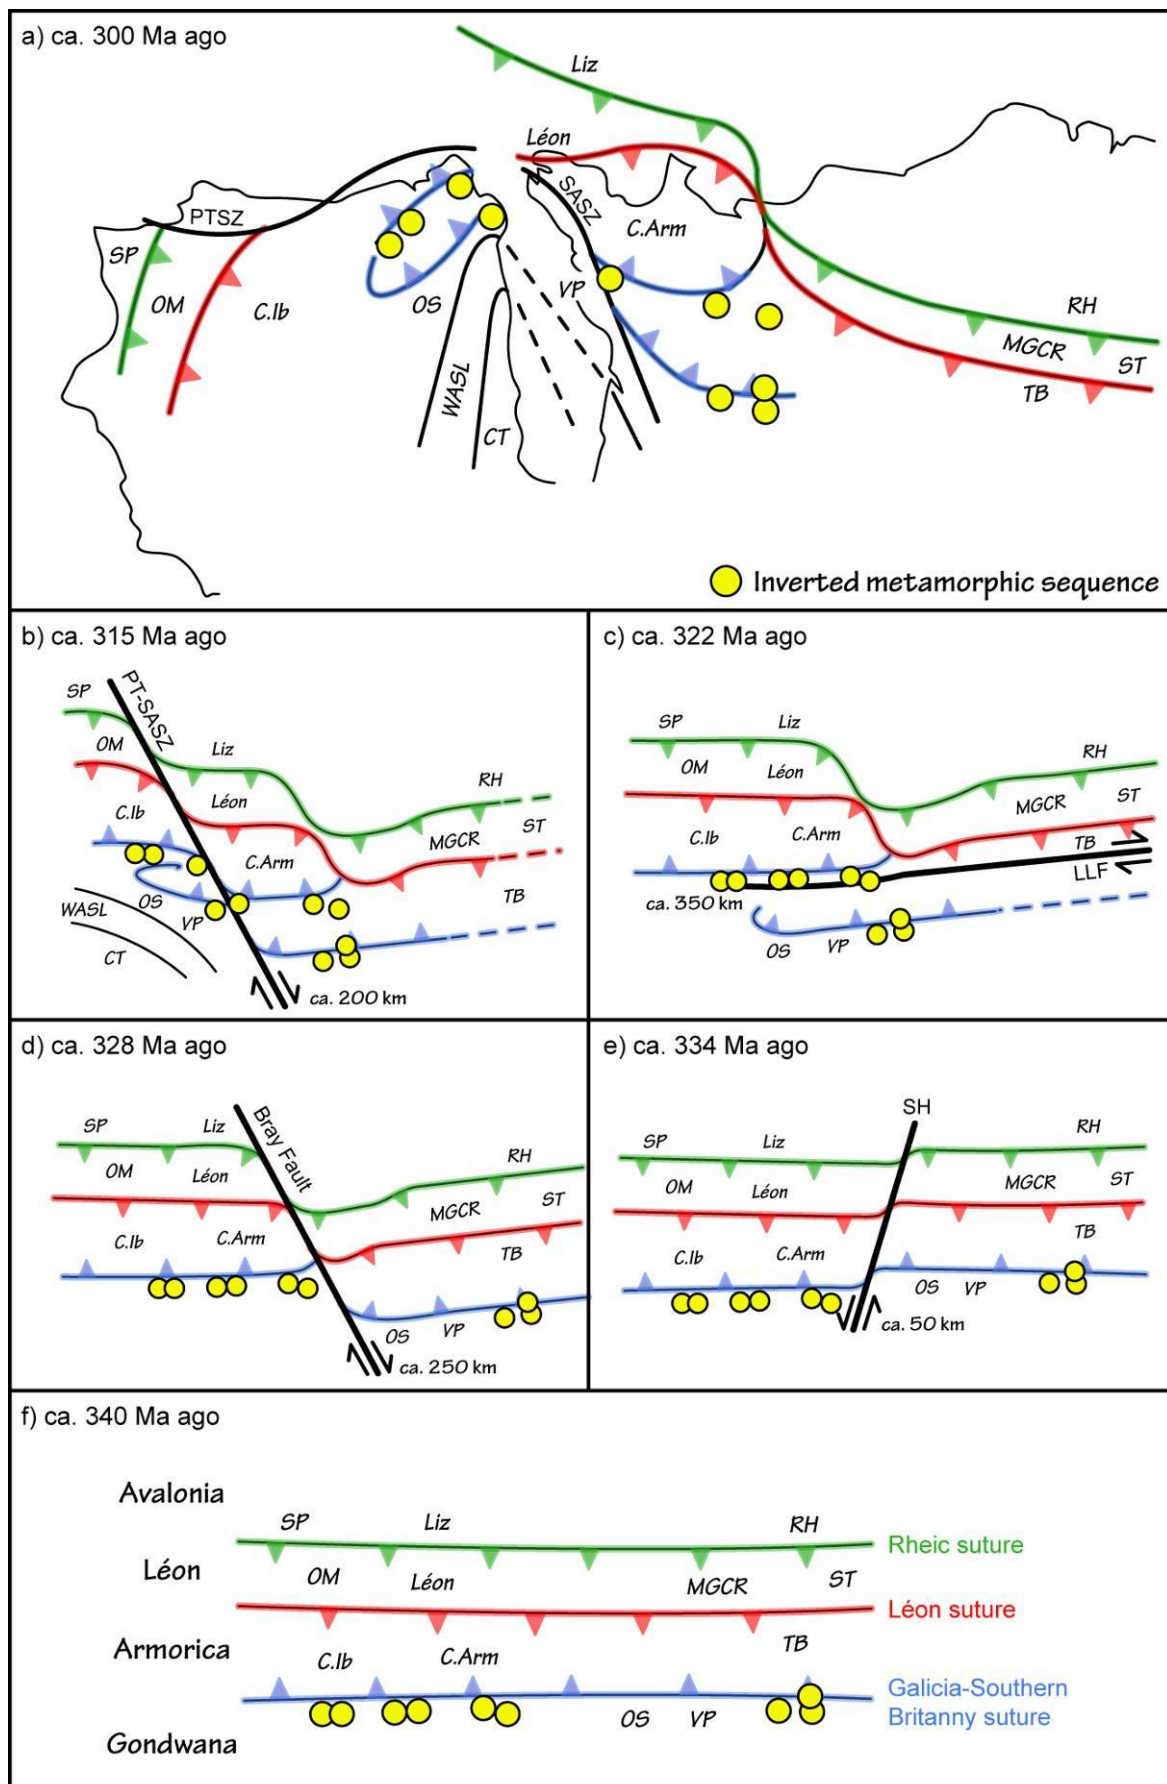 a) ca. 300 Ma ago
Liz
Léon
PTSZ
SASZ
C.Arm
SP
OM
C.Ib
OS
VP
RH
MGCR
ST
TB
WASL
CT
Inverted metamorphic sequence
b) ca. 315 Ma ago
SP
PT-SASZ
OM
Liz
RH
C.Ib
Léon
MGCR
ST
C.Arm
OS
VP
TB
WASL
CT
ca. 200 km
c) ca. 322 Ma ago
SP
Liz
RH
OM
Léon
MGCR
ST
C.Ib
C.Arm
TB
LLF
ca. 350 km
OS
VP
d) ca. 328 Ma ago
SP
Liz
Bray Fault
RH
OM
Léon
MGCR
ST
C.Ib
C.Arm
TB
OS
VP
ca. 250 km
e) ca. 334 Ma ago
SH
SP
Liz
RH
OM
Léon
MGCR
ST
C.Ib
C.Arm
TB
OS
VP
ca. 50 km
f) ca. 340 Ma ago
Avalonia
SP
Liz
RH
Rheic suture
Léon
OM
Léon
MGCR
ST
Léon suture
Armorica
C.Ib
C.Arm
TB
Galicia-Southern
Britanny suture
OS
VP
Gondwana